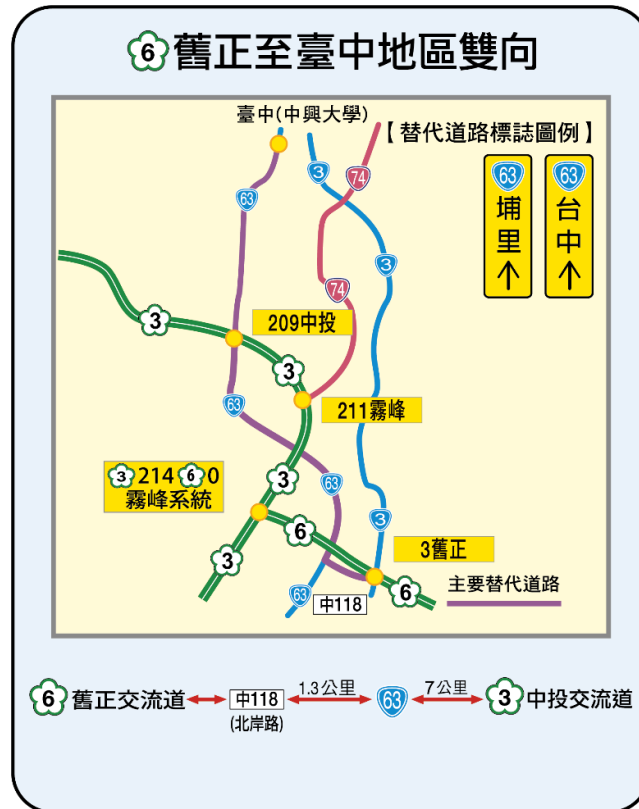 6 舊正至臺中地區雙向
臺中(中興大學)
【替代道路標誌圖例】
63 埔里↑
63 台中↑
74
3
63
3
74
3
209中投
3
63
211霧峰
3 214 6 0
霧峰系統
3
63
3
6
3舊正
3
63
中118
6
主要替代道路
6 舊正交流道 中118 1.3公里 63 7公里 3 中投交流道
(北岸路)